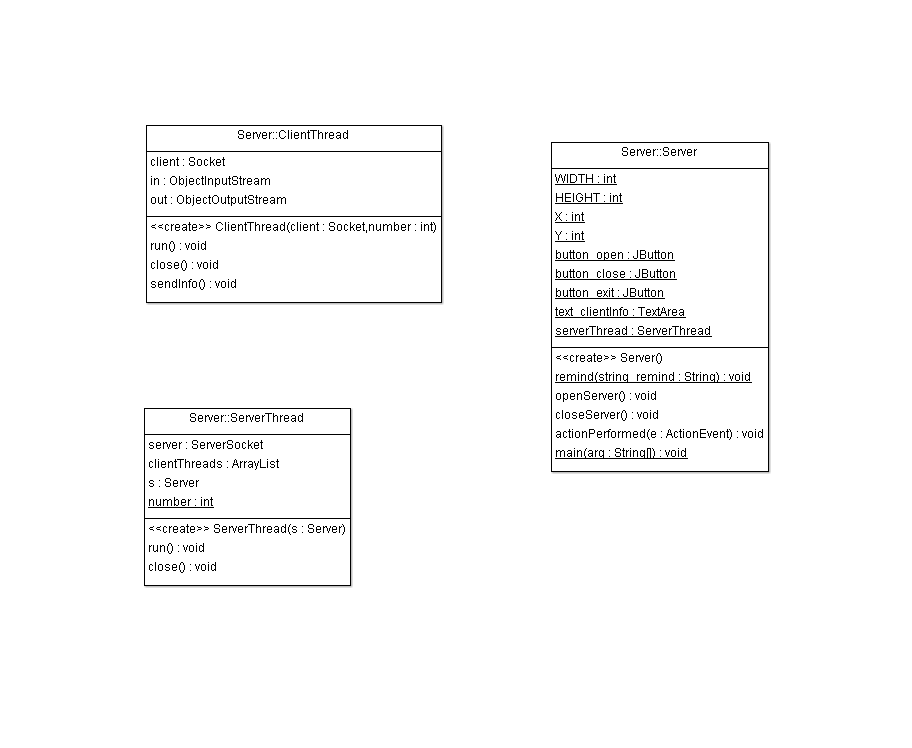 Server::ClientThread
client : Socket
in : ObjectInputStream
out : ObjectOutputStream
<<create>> ClientThread(client : Socket,number : int)
run() : void
close() : void
sendInfo() : void
Server::Server
WIDTH : int
HEIGHT : int
X : int
Y : int
button_open : JButton
button_close : JButton
button_exit : JButton
text_clientInfo : TextArea
serverThread : ServerThread
<<create>> Server()
remind(string_remind : String) : void
openServer() : void
closeServer() : void
actionPerformed(e : ActionEvent) : void
main(arg : String[]) : void
Server::ServerThread
server : ServerSocket
clientThreads : ArrayList
s : Server
number : int
<<create>> ServerThread(s : Server)
run() : void
close() : void